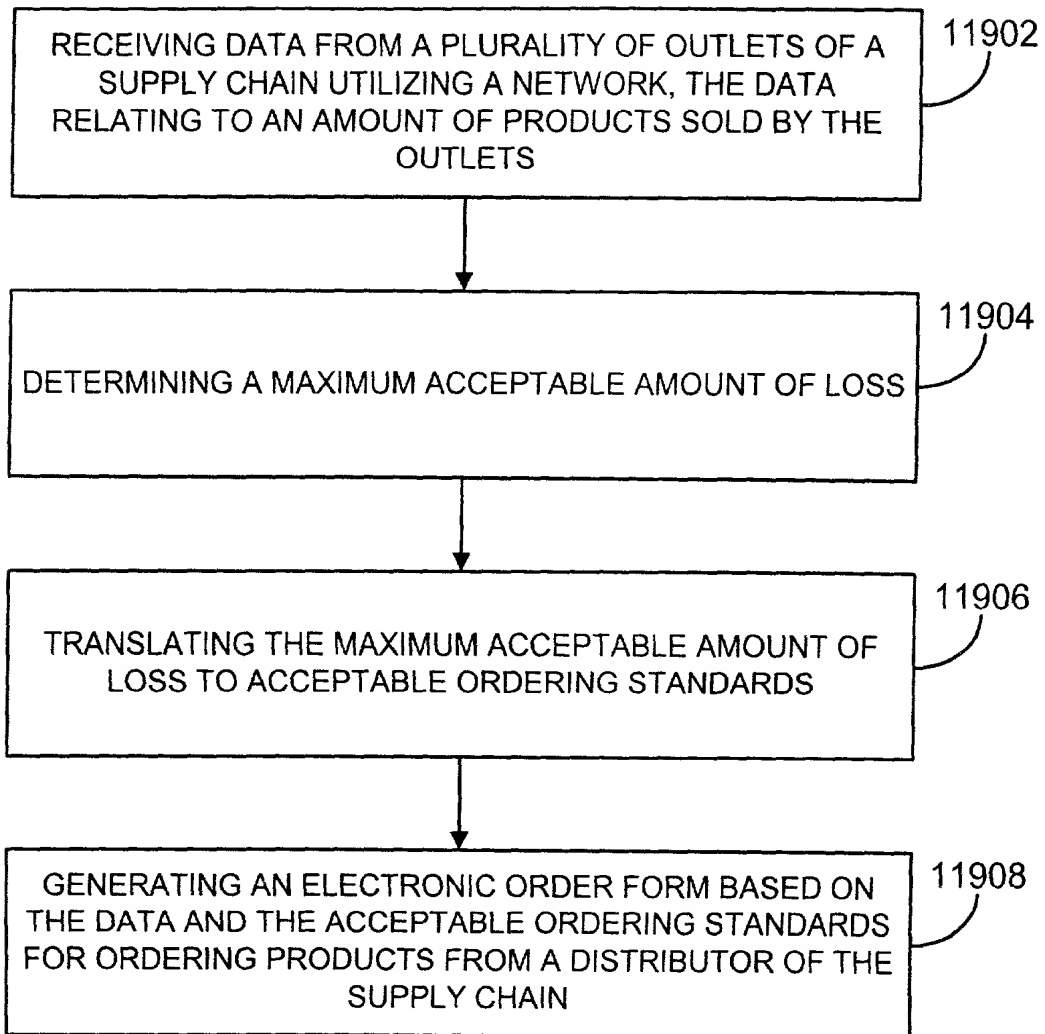 RECEIVING DATA FROM A PLURALITY OF OUTLETS OF A
SUPPLY CHAIN UTILIZING A NETWORK, THE DATA
RELATING TO AN AMOUNT OF PRODUCTS SOLD BY THE
OUTLETS
11902
DETERMINING A MAXIMUM ACCEPTABLE AMOUNT OF LOSS
11904
TRANSLATING THE MAXIMUM ACCEPTABLE AMOUNT OF
LOSS TO ACCEPTABLE ORDERING STANDARDS
11906
GENERATING AN ELECTRONIC ORDER FORM BASED ON
THE DATA AND THE ACCEPTABLE ORDERING STANDARDS
FOR ORDERING PRODUCTS FROM A DISTRIBUTOR OF THE
SUPPLY CHAIN
11908